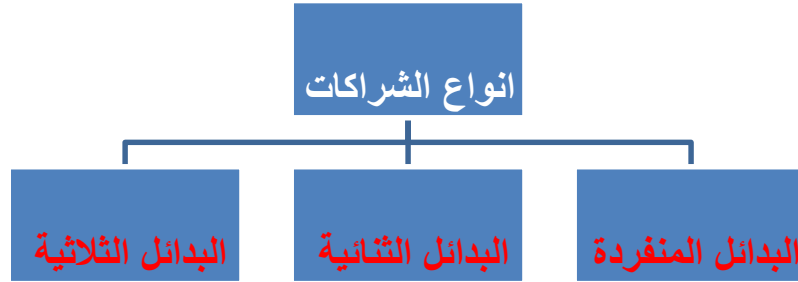 انواع الشراكات
البدائل المنفردة
البدائل الثنائية
البدائل الثلاثية